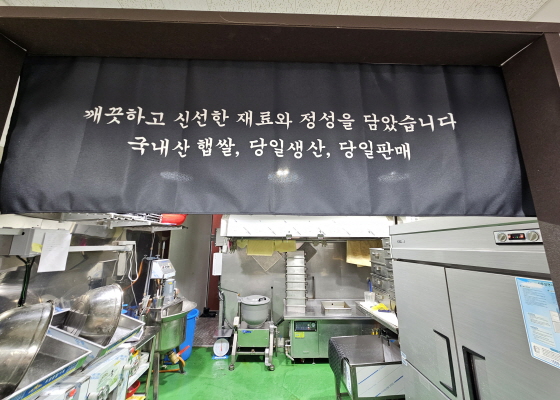 깨끗하고 신선한 재료와 정성을 담았습니다
국내산 햅쌀, 당일생산, 당일판매